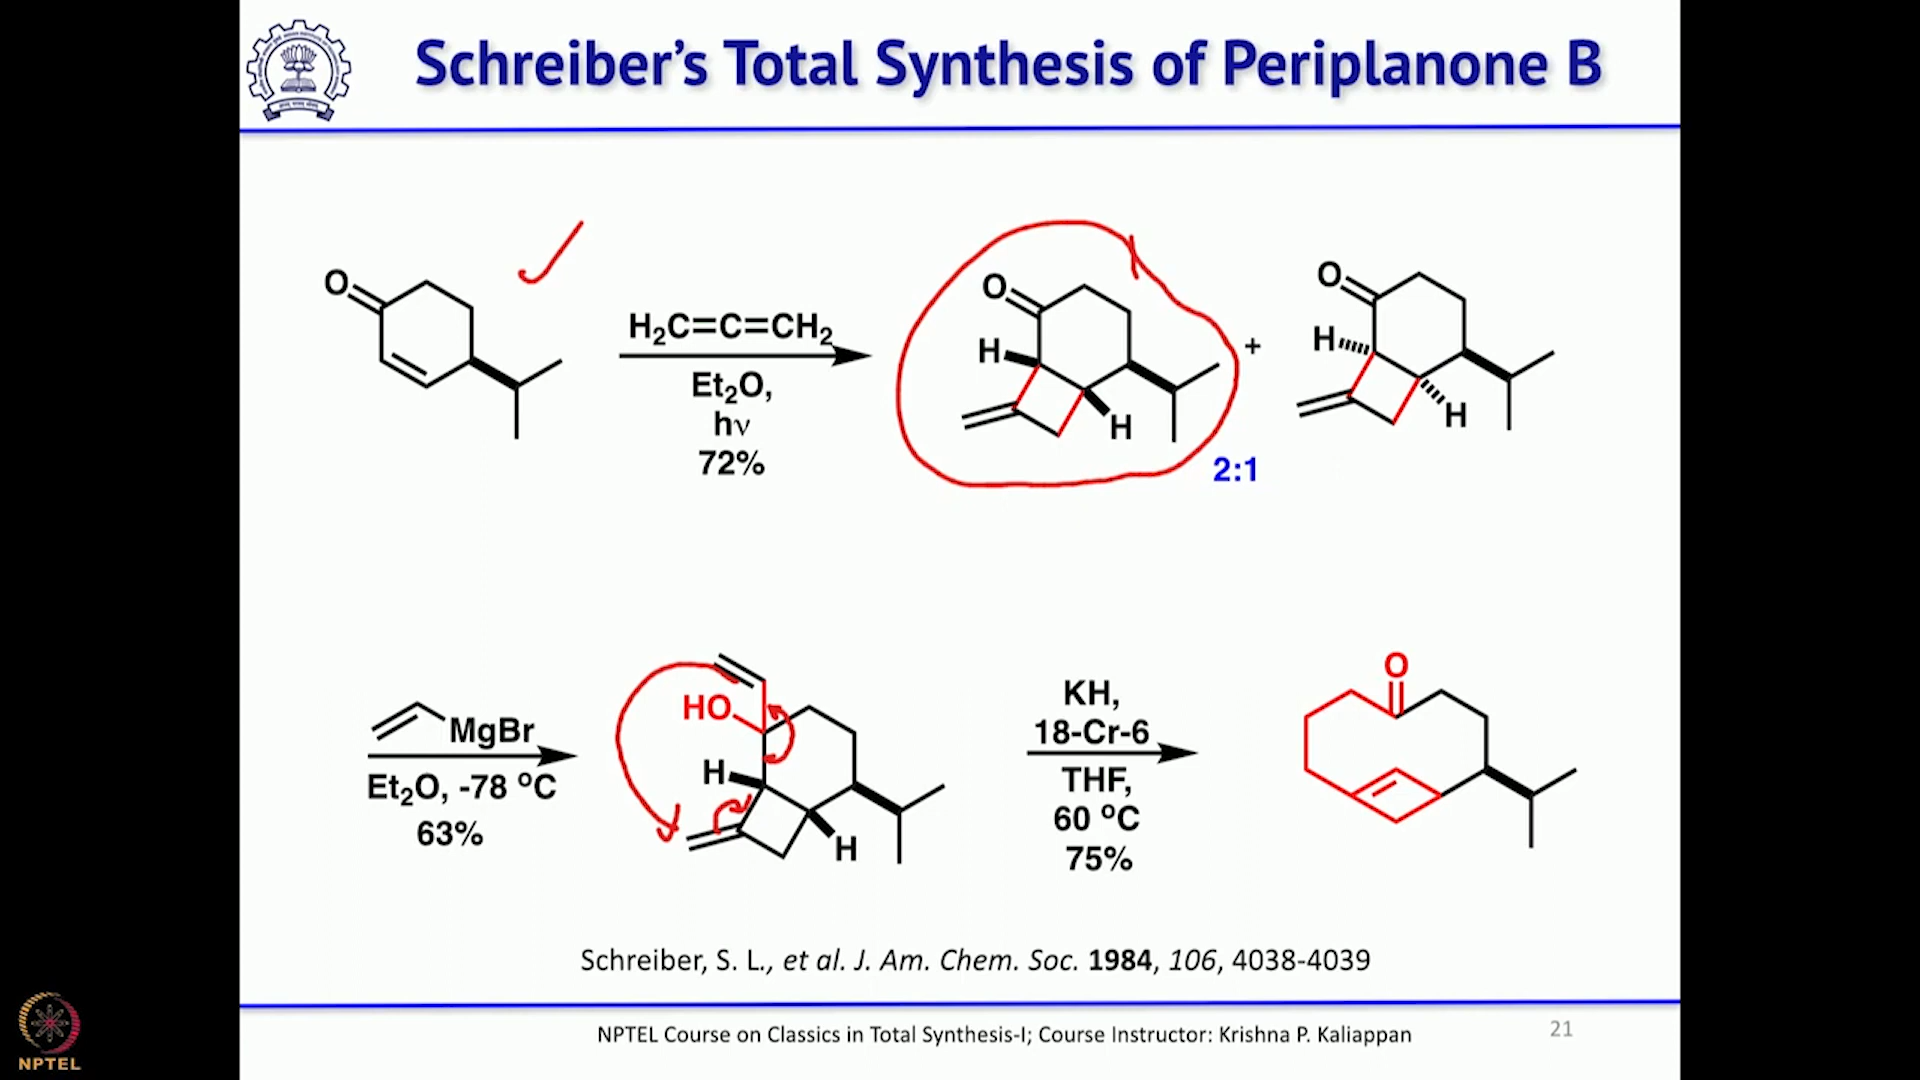 Schreiber's Total Synthesis of Periplanone B
O
H₂C=C=CH₂
Et₂O,
hν
72%
O
H
H
+
O
H
H
2:1
MgBr
Et₂O, -78 ºC
63%
HO
H
H
KH,
18-Cr-6
THF,
60 ºC
75%
O
Schreiber, S. L., et al. J. Am. Chem. Soc. 1984, 106, 4038-4039
NPTEL Course on Classics in Total Synthesis-I; Course Instructor: Krishna P. Kaliappan
21
NPTEL